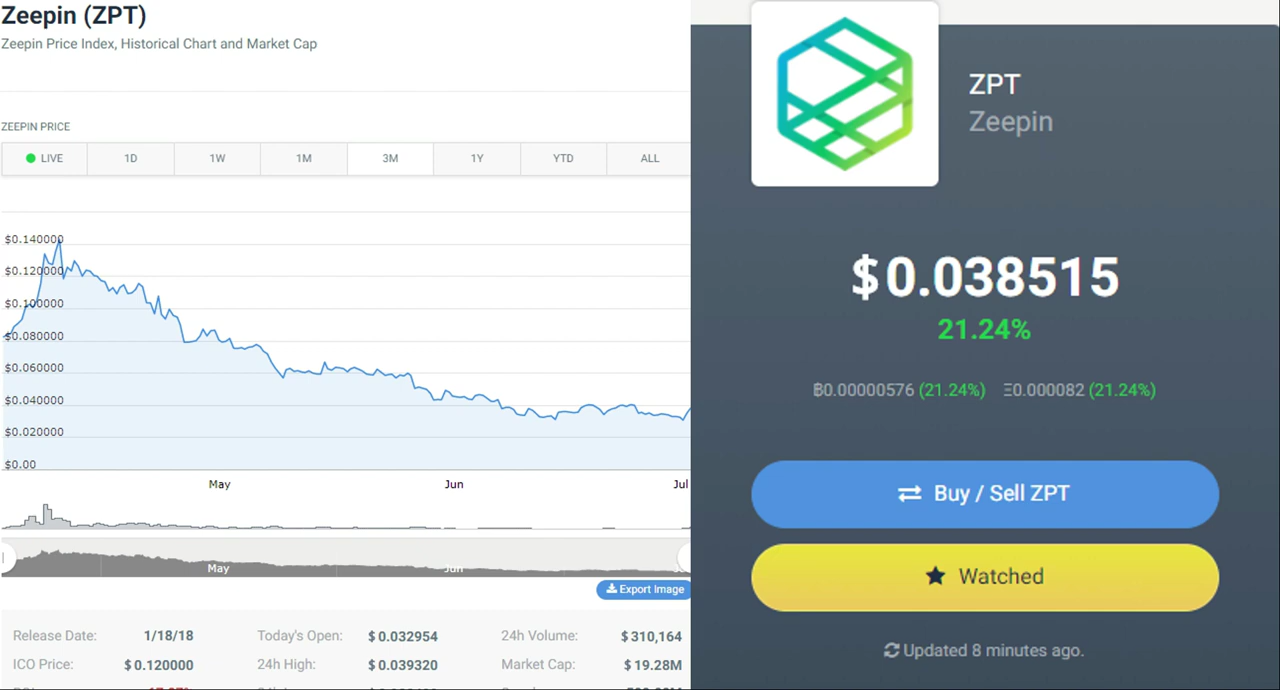 Zeepin (ZPT)
Zeepin Price Index, Historical Chart and Market Cap
ZEEPIN PRICE
LIVE 1D 1W 1M 3M 1Y YTD ALL
$0.140000
$0.120000
$0.100000
$0.080000
$0.060000
$0.040000
$0.020000
$0.00
May Jun Jul
May Jun
Export Image
Release Date: 1/18/18 Today's Open: $0.032954 24h Volume: $310,164
ICO Price: $0.120000 24h High: $0.039320 Market Cap: $19.28M
ZPT
Zeepin
$0.038515
21.24%
Ƀ0.00000576 (21.24%) Ξ0.000082 (21.24%)
Buy / Sell ZPT
Watched
Updated 8 minutes ago.